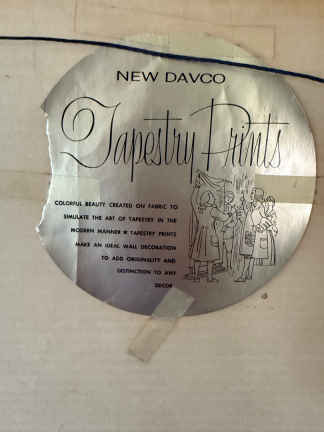 NEW DAVCO
Tapestry Prints
COLORFUL BEAUTY CREATED ON FABRIC TO
SIMULATE THE ART OF TAPESTRY IN THE
MODERN MANNER ★ TAPESTRY PRINTS
MAKE AN IDEAL WALL DECORATION
TO ADD ORIGINALITY AND
DISTINCTION TO ANY
DECOR